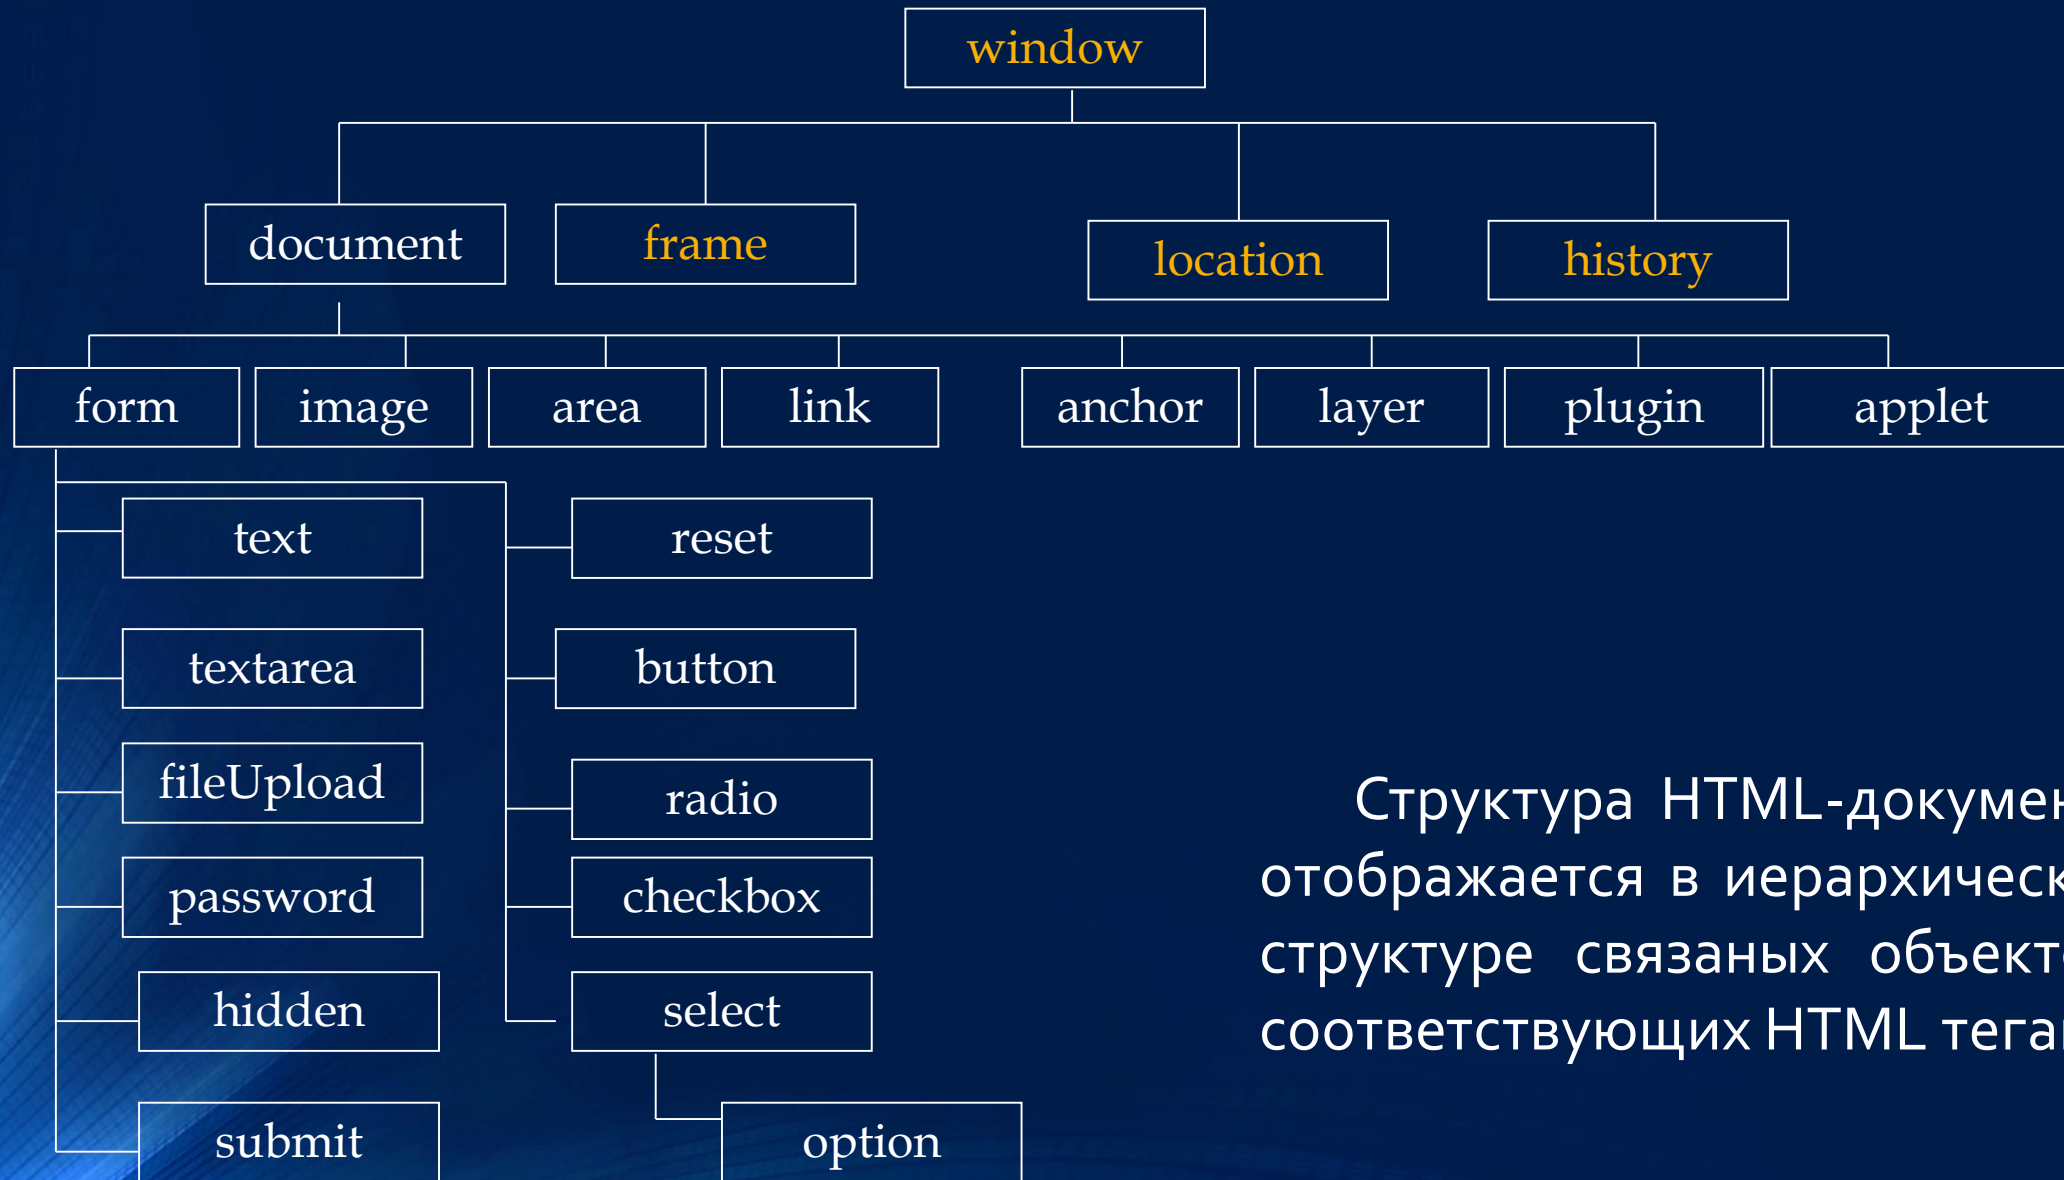 window
document
frame
location
history
form
image
area
link
anchor
layer
plugin
applet
text
reset
textarea
button
fileUpload
radio
password
checkbox
hidden
select
submit
option
Структура HTML-докумен
отображается в иерархическ
структуре связаных объект
соответствующих HTML тега